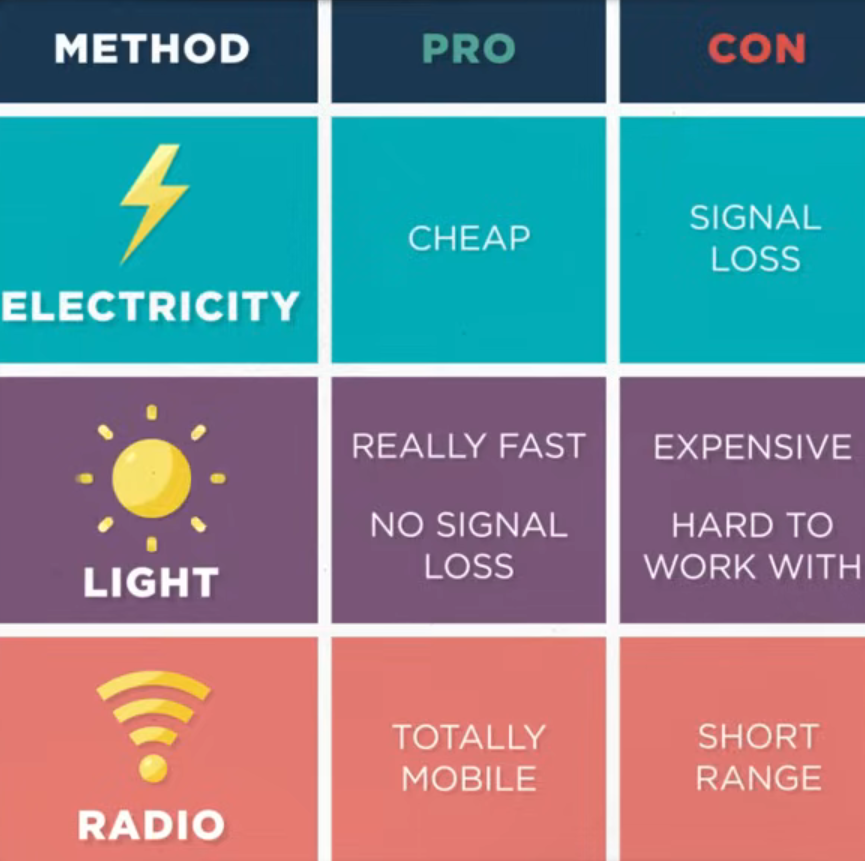 METHOD PRO CON
ELECTRICITY
CHEAP
SIGNAL
LOSS
LIGHT
REALLY FAST
NO SIGNAL
LOSS
EXPENSIVE
HARD TO
WORK WITH
RADIO
TOTALLY
MOBILE
SHORT
RANGE